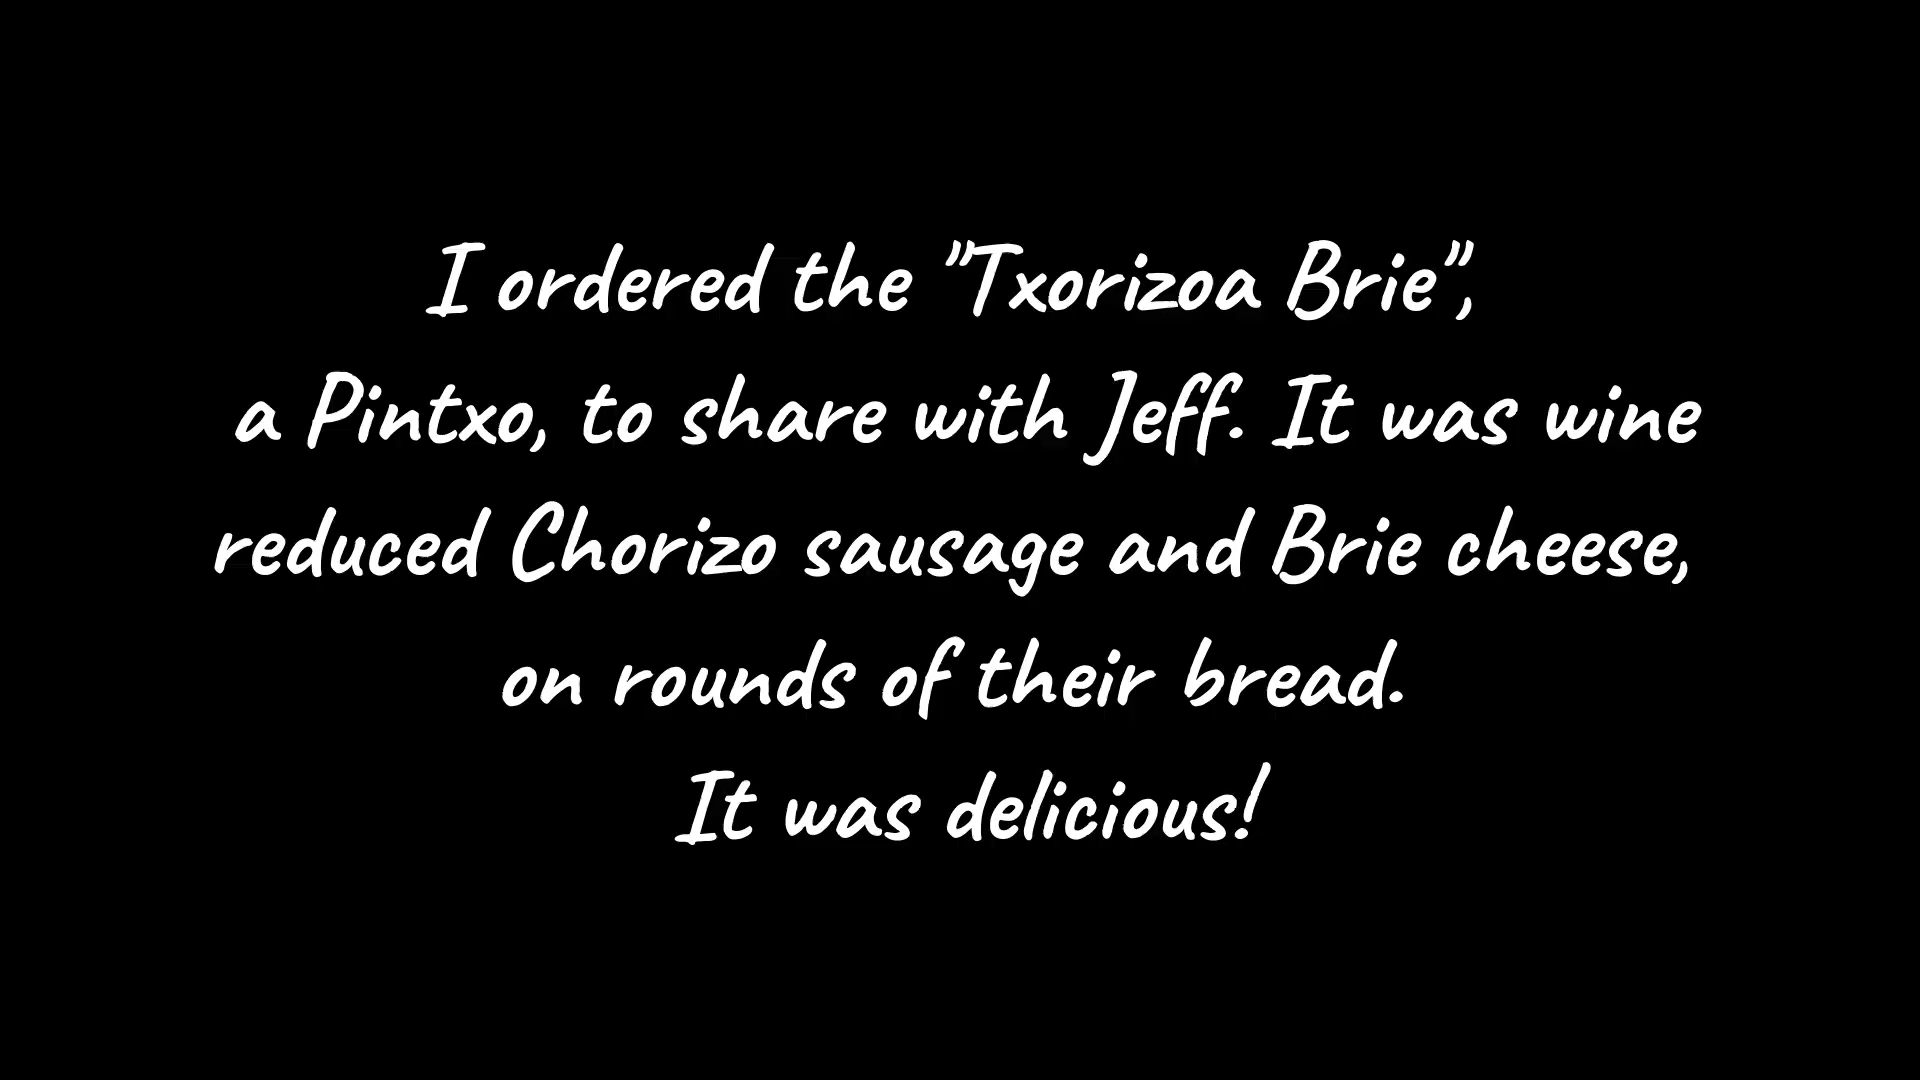 I ordered the "Txorizoa Brie",
a Pintxo, to share with Jeff. It was wine
reduced Chorizo sausage and Brie cheese,
on rounds of their bread.
It was delicious!